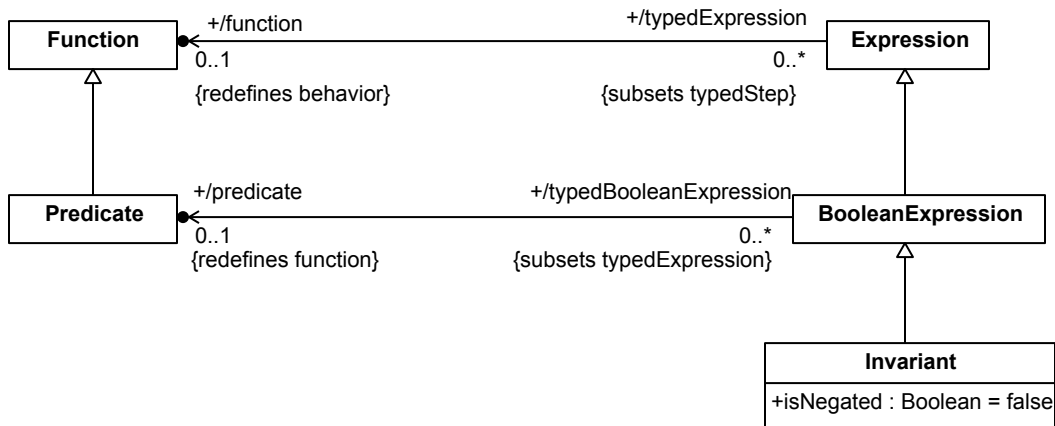 +/function
+/typedExpression
Function
Expression
0..1
0..*
{redefines behavior}
{subsets typedStep}
+/predicate
+/typedBooleanExpression
Predicate
BooleanExpression
0..1
0..*
{redefines function}
{subsets typedExpression}
Invariant
+isNegated : Boolean = false